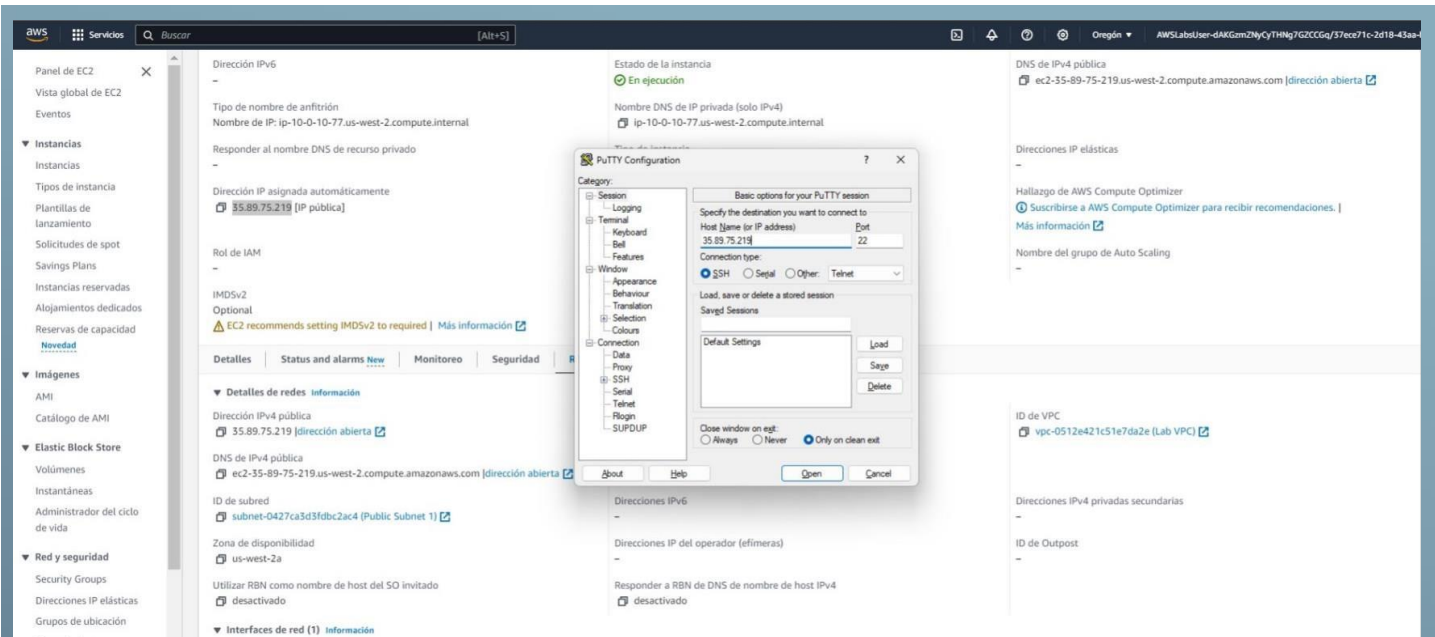 aws
Servicios
Buscar
[Alt+S]
Oregón
AWSLabsUser-dAKGzmZNyCyTHNg7GZCCGq/37ece71c-2d18-43aa-
Panel de EC2
Vista global de EC2
Eventos
Instancias
Instancias
Tipos de instancia
Plantillas de
lanzamiento
Solicitudes de spot
Savings Plans
Instancias reservadas
Alojamientos dedicados
Reservas de capacidad
Novedad
Imágenes
AMI
Catálogo de AMI
Elastic Block Store
Volúmenes
Instantáneas
Administrador del ciclo
de vida
Red y seguridad
Security Groups
Direcciones IP elásticas
Grupos de ubicación
Dirección IPv6
–
Estado de la instancia
En ejecución
DNS de IPv4 pública
ec2-35-89-75-219.us-west-2.compute.amazonaws.com |dirección abierta
Tipo de nombre de anfitrión
Nombre de IP: ip-10-0-10-77.us-west-2.compute.internal
Nombre DNS de IP privada (solo IPv4)
ip-10-0-10-77.us-west-2.compute.internal
Responder al nombre DNS de recurso privado
–
Direcciones IP elásticas
–
Dirección IP asignada automáticamente
35.89.75.219 [IP pública]
Hallazgo de AWS Compute Optimizer
Suscribirse a AWS Compute Optimizer para recibir recomendaciones. |
Más información
Rol de IAM
–
Nombre del grupo de Auto Scaling
–
IMDSv2
Optional
EC2 recommends setting IMDSv2 to required | Más información
PuTTY Configuration
?
Category:
Session
Logging
Terminal
Keyboard
Bell
Features
Window
Appearance
Behaviour
Translation
Selection
Colours
Connection
Data
Proxy
SSH
Serial
Telnet
Rlogin
SUPDUP
Basic options for your PuTTY session
Specify the destination you want to connect to
Host Name (or IP address)
Port
35.89.75.219
22
Connection type:
SSH
Serial
Other:
Telnet
Load, save or delete a stored session
Saved Sessions
Default Settings
Load
Save
Delete
Close window on exit:
Always
Never
Only on clean exit
About
Help
Open
Cancel
Detalles
Status and alarms New
Monitoreo
Seguridad
Detalles de redes Información
Dirección IPv4 pública
35.89.75.219 |dirección abierta
ID de VPC
vpc-0512e421c51e7da2e (Lab VPC)
DNS de IPv4 pública
ec2-35-89-75-219.us-west-2.compute.amazonaws.com |dirección abierta
ID de subred
subnet-0427ca3d3fdbc2ac4 (Public Subnet 1)
Direcciones IPv6
–
Direcciones IPv4 privadas secundarias
–
Zona de disponibilidad
us-west-2a
Direcciones IP del operador (efímeras)
–
ID de Outpost
–
Utilizar RBN como nombre de host del SO invitado
desactivado
Responder a RBN de DNS de nombre de host IPv4
desactivado
Interfaces de red (1) Información